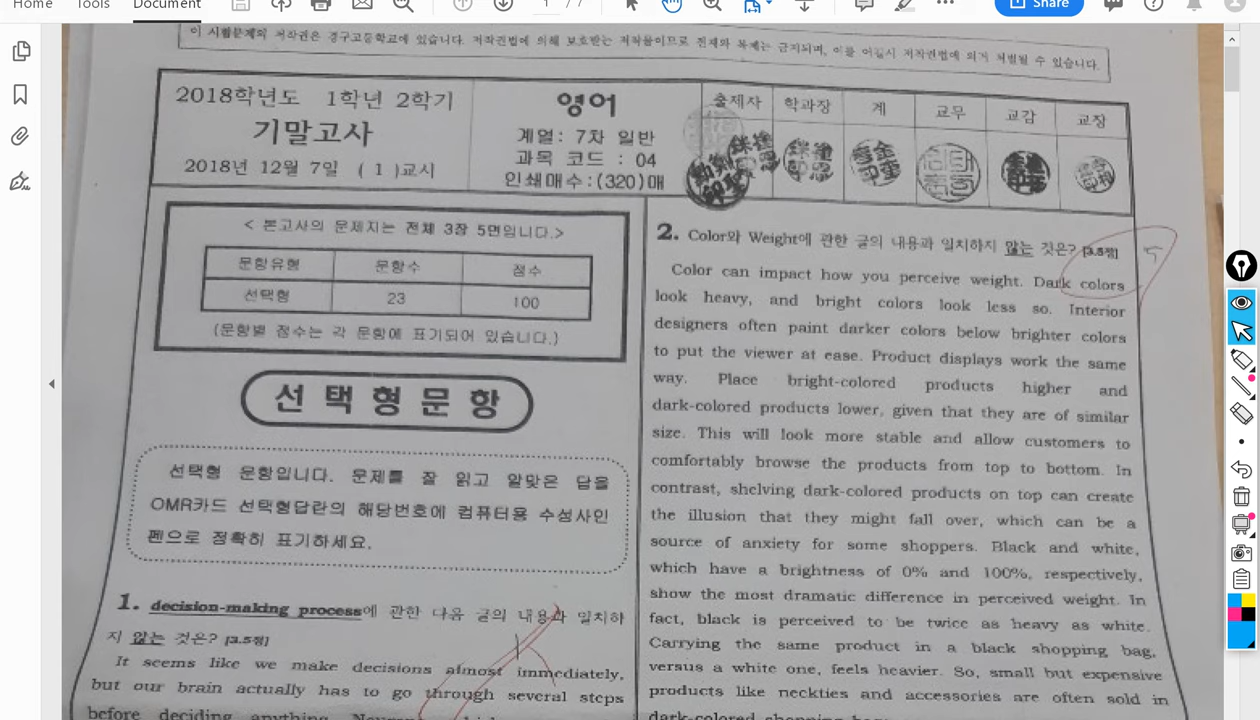 Home Tools Document
1 / 7
Share
이 시험문제의 저작권은 경구고등학교에 있습니다. 저작권법에 의해 보호받는 저작물이므로 전재와 복제는 금지되며, 이를 어길시 저작권법에 의거 처벌될 수 있습니다.
2018학년도 1학년 2학기
기말고사
2018년 12월 7일 ( 1 )교시
영어
계열: 7차 일반
과목 코드 : 04
인쇄매수:(320)매
출제자 학과장 계 교무 교감 교장
< 본고사의 문제지는 전체 3장 5면입니다.>
문항유형 문항수 점수
선택형 23 100
(문항별 점수는 각 문항에 표기되어 있습니다.)
선택형문항
선택형 문항입니다. 문제를 잘 읽고 알맞은 답을
OMR카드 선택형답란의 해당번호에 컴퓨터용 수성사인
펜으로 정확히 표기하세요.
1. decision-making process에 관한 다음 글의 내용과 일치하
지 않는 것은? [3.5점]
It seems like we make decisions almost immediately,
but our brain actually has to go through several steps
before deciding anything.
2. Color와 Weight에 관한 글의 내용과 일치하지 않는 것은? [3.5점]
Color can impact how you perceive weight. Dark colors
look heavy, and bright colors look less so. Interior
designers often paint darker colors below brighter colors
to put the viewer at ease. Product displays work the same
way. Place bright-colored products higher and
dark-colored products lower, given that they are of similar
size. This will look more stable and allow customers to
comfortably browse the products from top to bottom. In
contrast, shelving dark-colored products on top can create
the illusion that they might fall over, which can be a
source of anxiety for some shoppers. Black and white,
which have a brightness of 0% and 100%, respectively,
show the most dramatic difference in perceived weight. In
fact, black is perceived to be twice as heavy as white.
Carrying the same product in a black shopping bag,
versus a white one, feels heavier. So, small but expensive
products like neckties and accessories are often sold in
dark-colored shopping